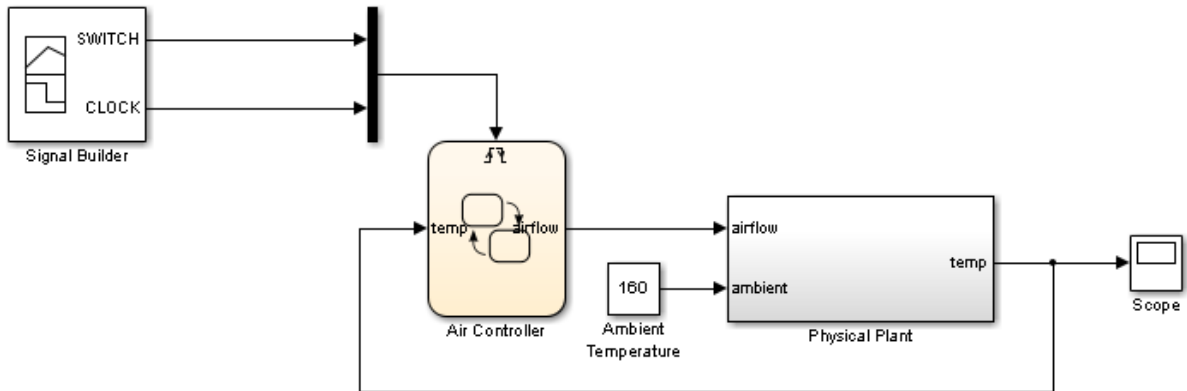 SWITCH
CLOCK
Signal Builder
temp
airflow
Air Controller
160
Ambient
Temperature
airflow
ambient
temp
Physical Plant
Scope